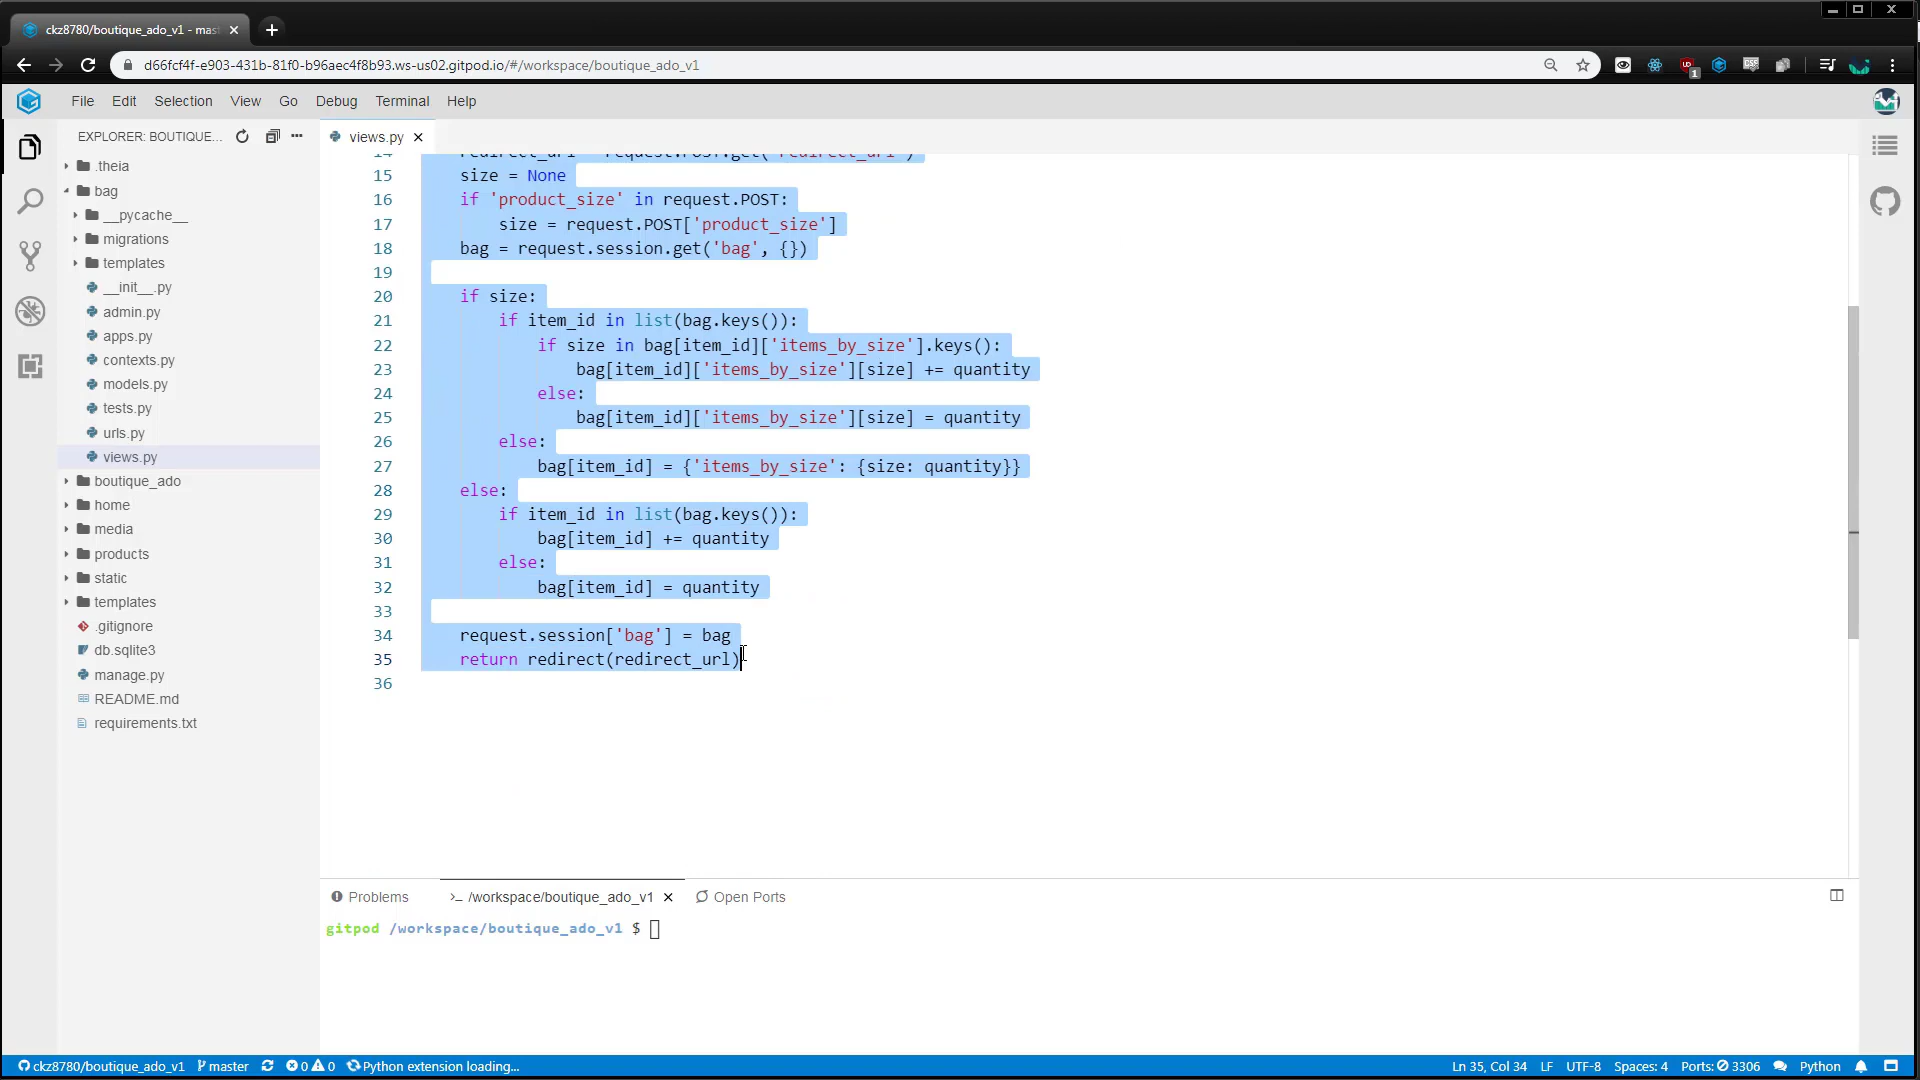 ckz8780/boutique_ado_v1 - mas
d66fcf4f-e903-431b-81f0-b96aec4f8b93.ws-us02.gitpod.io/#/workspace/boutique_ado_v1
File Edit Selection View Go Debug Terminal Help
EXPLORER: BOUTIQUE...
.theia
bag
__pycache__
migrations
templates
__init__.py
admin.py
apps.py
contexts.py
models.py
tests.py
urls.py
views.py
boutique_ado
home
media
products
static
templates
.gitignore
db.sqlite3
manage.py
README.md
requirements.txt
views.py
14 redirect_url = request.POST.get('redirect_url')
15 size = None
16 if 'product_size' in request.POST:
17 size = request.POST['product_size']
18 bag = request.session.get('bag', {})
19
20 if size:
21 if item_id in list(bag.keys()):
22 if size in bag[item_id]['items_by_size'].keys():
23 bag[item_id]['items_by_size'][size] += quantity
24 else:
25 bag[item_id]['items_by_size'][size] = quantity
26 else:
27 bag[item_id] = {'items_by_size': {size: quantity}}
28 else:
29 if item_id in list(bag.keys()):
30 bag[item_id] += quantity
31 else:
32 bag[item_id] = quantity
33
34 request.session['bag'] = bag
35 return redirect(redirect_url)
36
Problems >_ /workspace/boutique_ado_v1 Open Ports
gitpod /workspace/boutique_ado_v1 $
ckz8780/boutique_ado_v1 master 0 0 Python extension loading... Ln 35, Col 34 LF UTF-8 Spaces: 4 Ports: 3306 Python